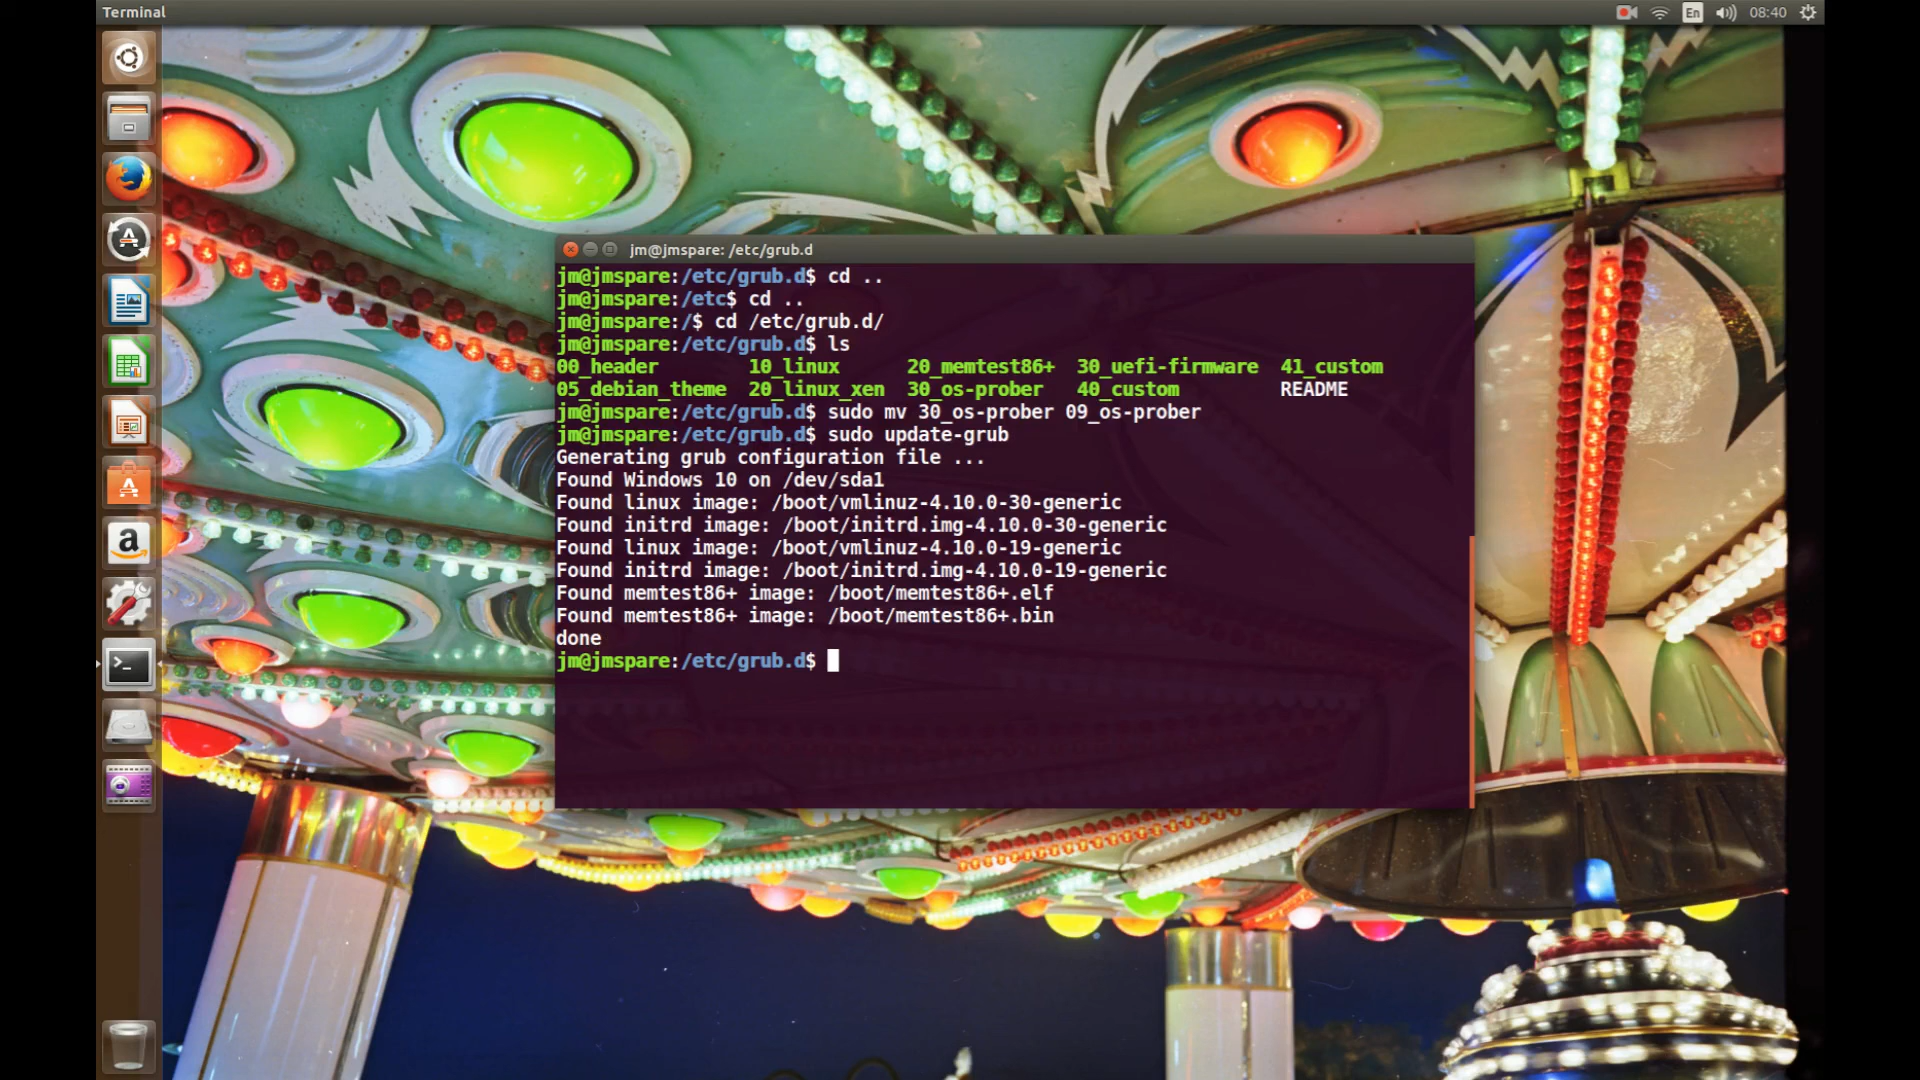 Terminal
En
08:40
jm@jmspare: /etc/grub.d
jm@jmspare:/etc/grub.d$ cd ..
jm@jmspare:/etc$ cd ..
jm@jmspare:/$ cd /etc/grub.d/
jm@jmspare:/etc/grub.d$ ls
00_header 10_linux 20_memtest86+ 30_uefi-firmware 41_custom
05_debian_theme 20_linux_xen 30_os-prober 40_custom README
jm@jmspare:/etc/grub.d$ sudo mv 30_os-prober 09_os-prober
jm@jmspare:/etc/grub.d$ sudo update-grub
Generating grub configuration file ...
Found Windows 10 on /dev/sda1
Found linux image: /boot/vmlinuz-4.10.0-30-generic
Found initrd image: /boot/initrd.img-4.10.0-30-generic
Found linux image: /boot/vmlinuz-4.10.0-19-generic
Found initrd image: /boot/initrd.img-4.10.0-19-generic
Found memtest86+ image: /boot/memtest86+.elf
Found memtest86+ image: /boot/memtest86+.bin
done
jm@jmspare:/etc/grub.d$